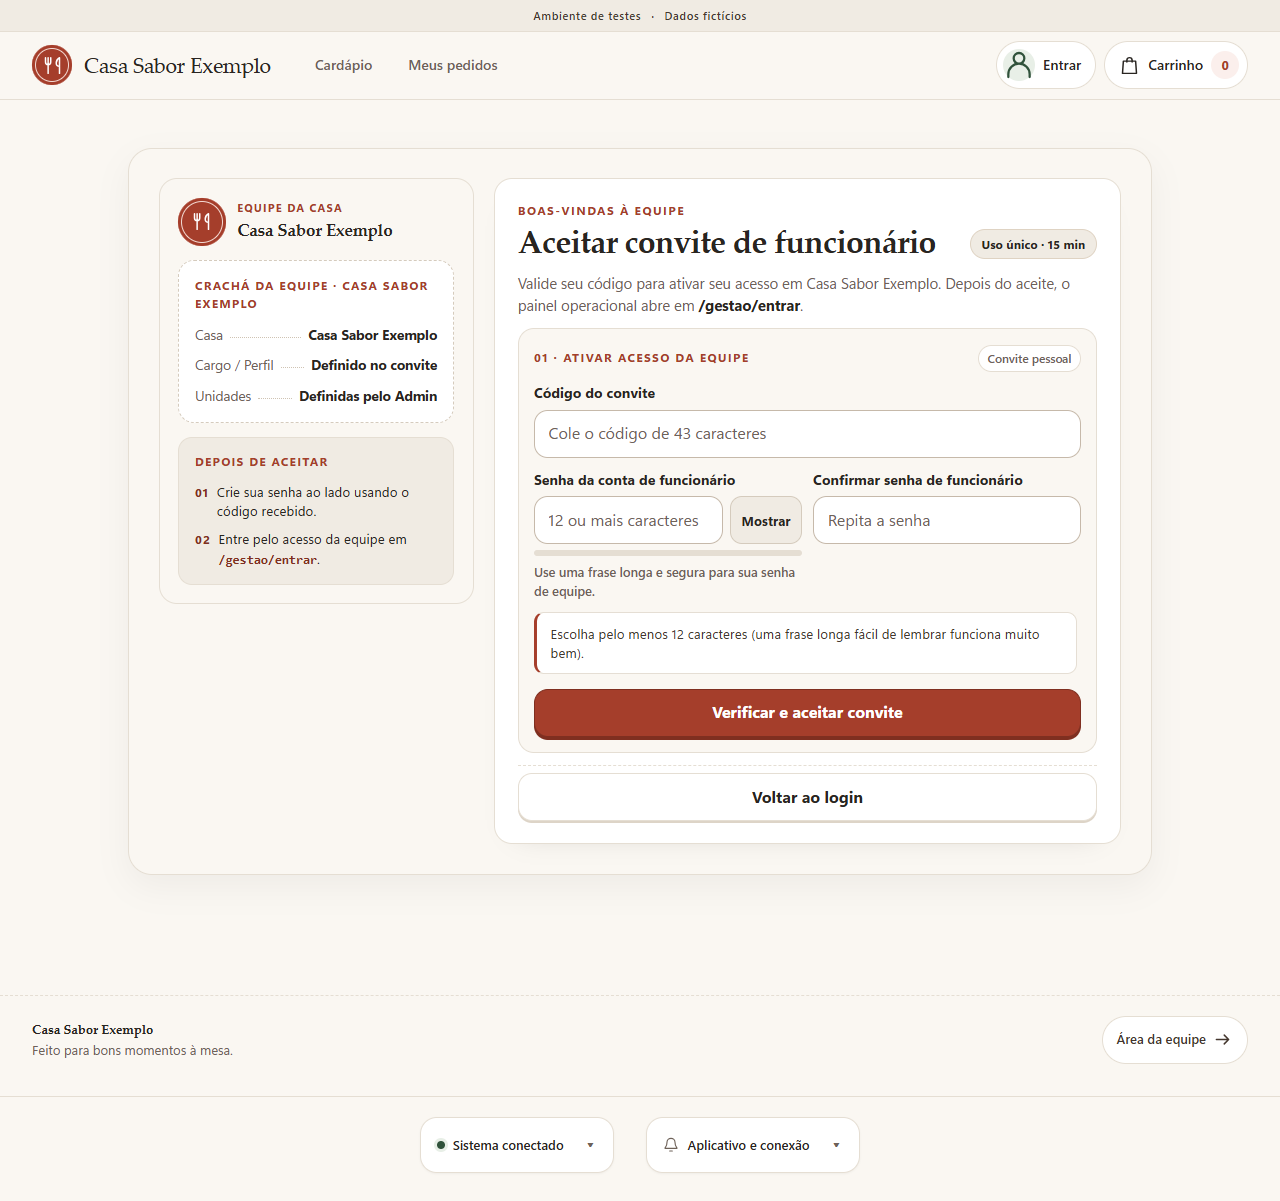 Ambiente de testes · Dados fictícios
Casa Sabor Exemplo
Cardápio
Meus pedidos
Entrar
Carrinho
0
EQUIPE DA CASA
Casa Sabor Exemplo
CRACHÁ DA EQUIPE · CASA SABOR
EXEMPLO
Casa Casa Sabor Exemplo
Cargo / Perfil Definido no convite
Unidades Definidas pelo Admin
DEPOIS DE ACEITAR
01 Crie sua senha ao lado usando o
código recebido.
02 Entre pelo acesso da equipe em
/gestao/entrar.
BOAS-VINDAS À EQUIPE
Aceitar convite de funcionário
Uso único · 15 min
Valide seu código para ativar seu acesso em Casa Sabor Exemplo. Depois do aceite, o
painel operacional abre em /gestao/entrar.
01 · ATIVAR ACESSO DA EQUIPE
Convite pessoal
Código do convite
Cole o código de 43 caracteres
Senha da conta de funcionário
12 ou mais caracteres
Mostrar
Use uma frase longa e segura para sua senha
de equipe.
Confirmar senha de funcionário
Repita a senha
Escolha pelo menos 12 caracteres (uma frase longa fácil de lembrar funciona muito
bem).
Verificar e aceitar convite
Voltar ao login
Casa Sabor Exemplo
Feito para bons momentos à mesa.
Área da equipe
Sistema conectado
Aplicativo e conexão